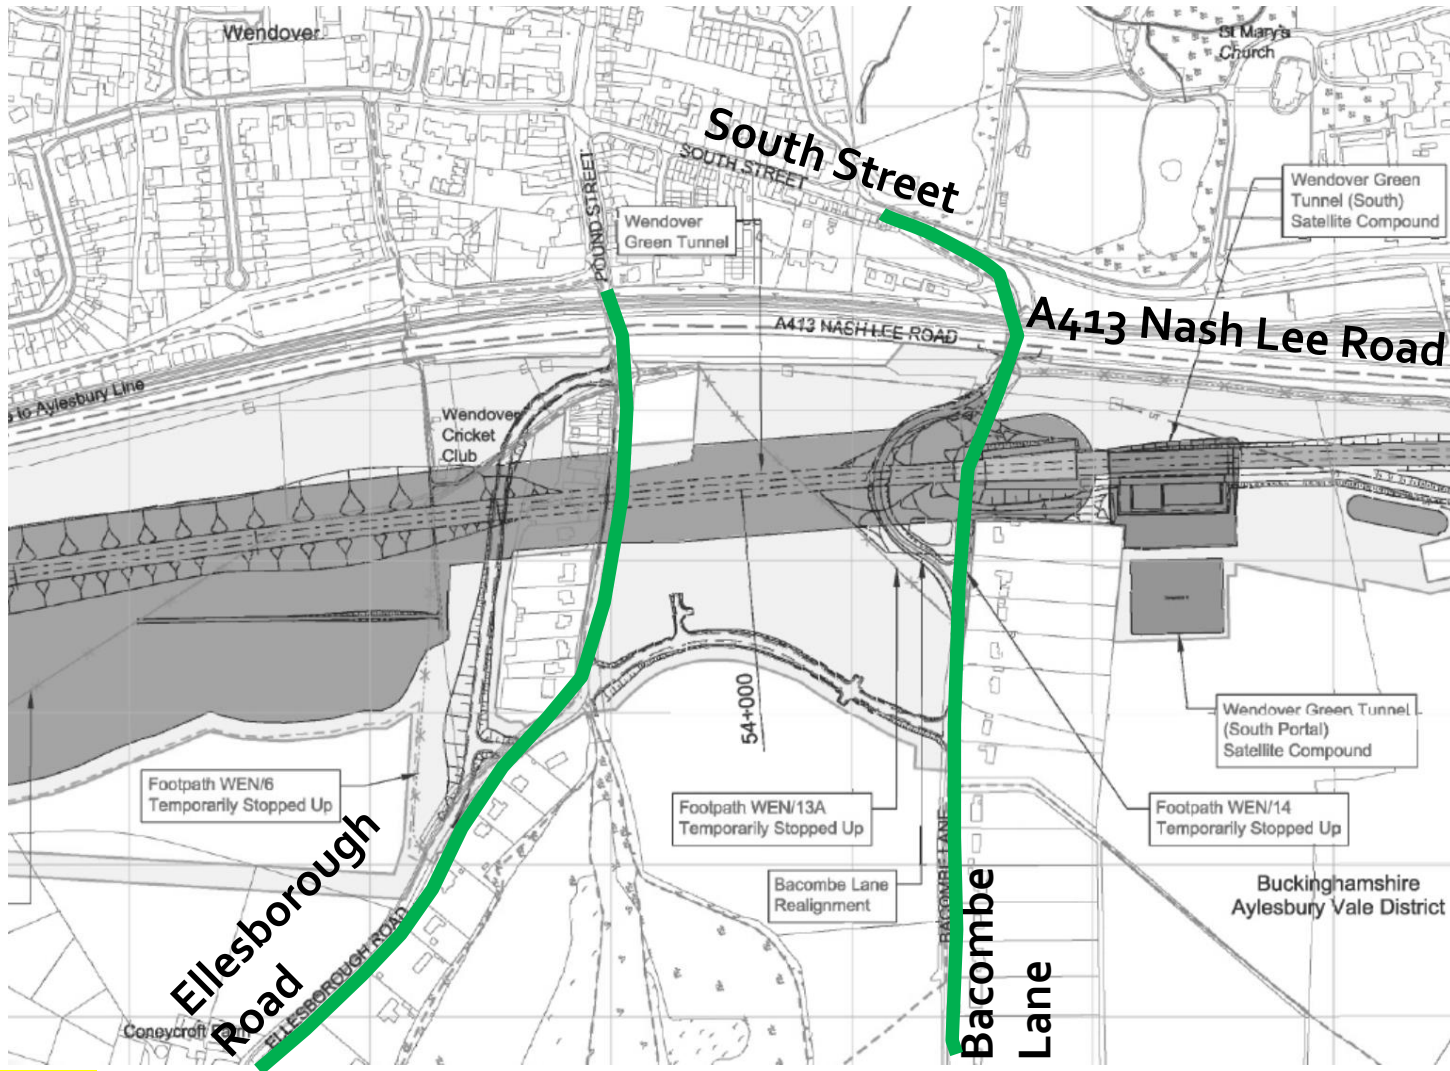 Wendover
St Mary's
Church
South Street
SOUTH STREET
POUND STREET
Wendover
Green Tunnel
Wendover Green
Tunnel (South)
Satellite Compound
A413 Nash Lee Road
A413 NASH LEE ROAD
to Aylesbury Line
Wendover
Cricket
Club
54+000
Wendover Green Tunnel
(South Portal)
Satellite Compound
Footpath WEN/6
Temporarily Stopped Up
Footpath WEN/13A
Temporarily Stopped Up
Footpath WEN/14
Temporarily Stopped Up
Bacombe Lane
Realignment
BACOMBE LANE
Bacombe
Lane
Buckinghamshire
Aylesbury Vale District
Ellesborough
Road
ELLESBOROUGH ROAD
Coneycroft Farm